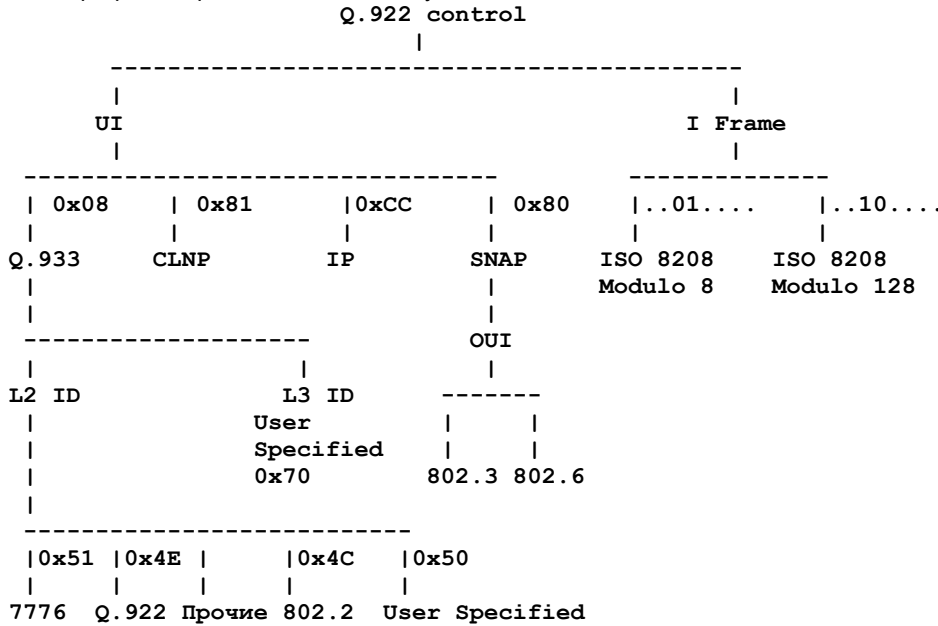 Q.922 control
|
--------------------------------------------
| |
UI I Frame
| |
--------------------------------- --------------
| 0x08 | 0x81 |0xCC | 0x80 |..01.... |..10....
| | | | | |
Q.933 CLNP IP SNAP ISO 8208 ISO 8208
| | Modulo 8 Modulo 128
| |
-------------------- OUI
| | |
L2 ID L3 ID -------
| User | |
| Specified | |
| 0x70 802.3 802.6
|
---------------------------
|0x51 |0x4E | |0x4C |0x50
| | | | |
7776 Q.922 Прочие 802.2 User Specified